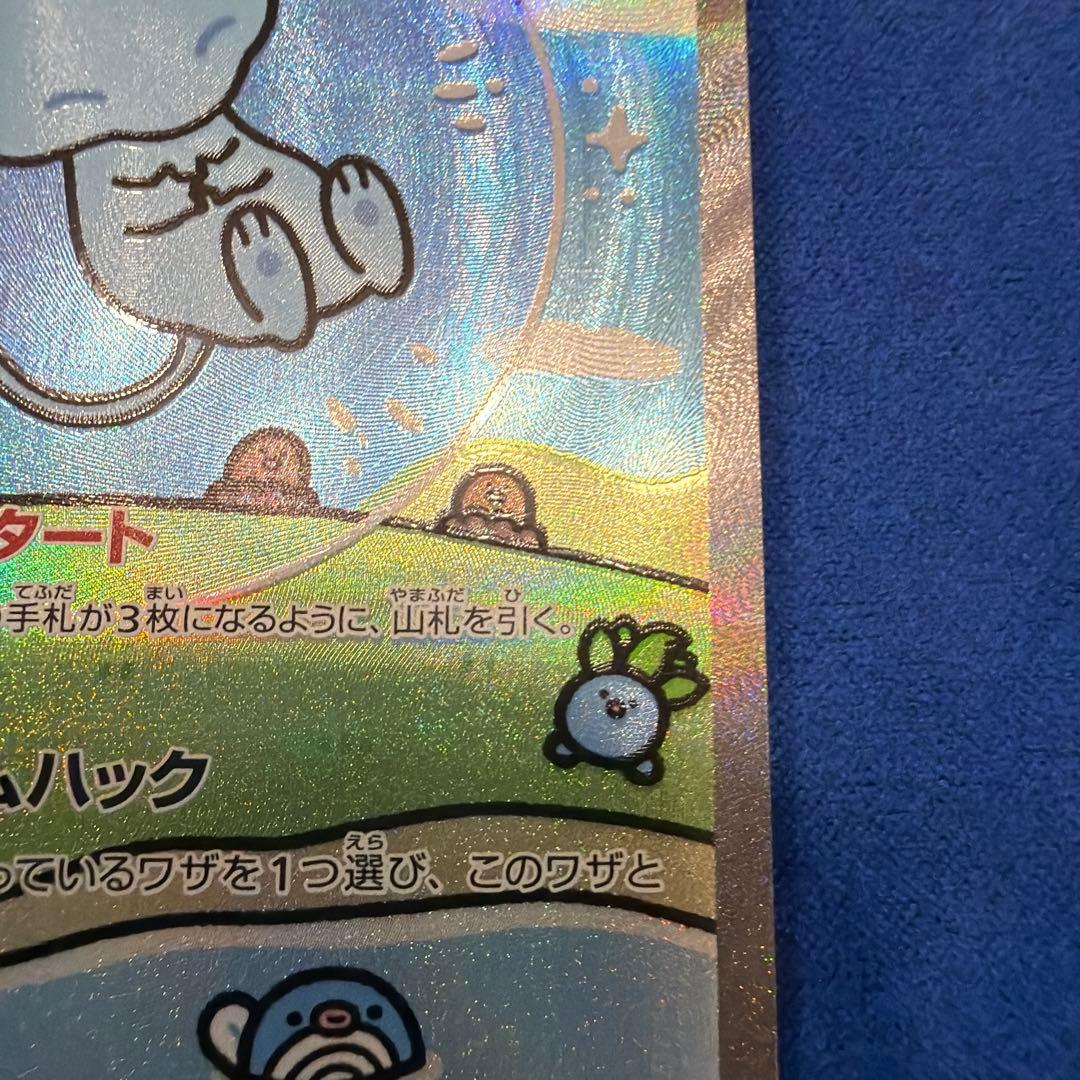 タート
手札が3枚になるように、山札を引く。
てふだ まい やまふだ ひ
ムハック
っているワザを1つ選び、このワザと
えら